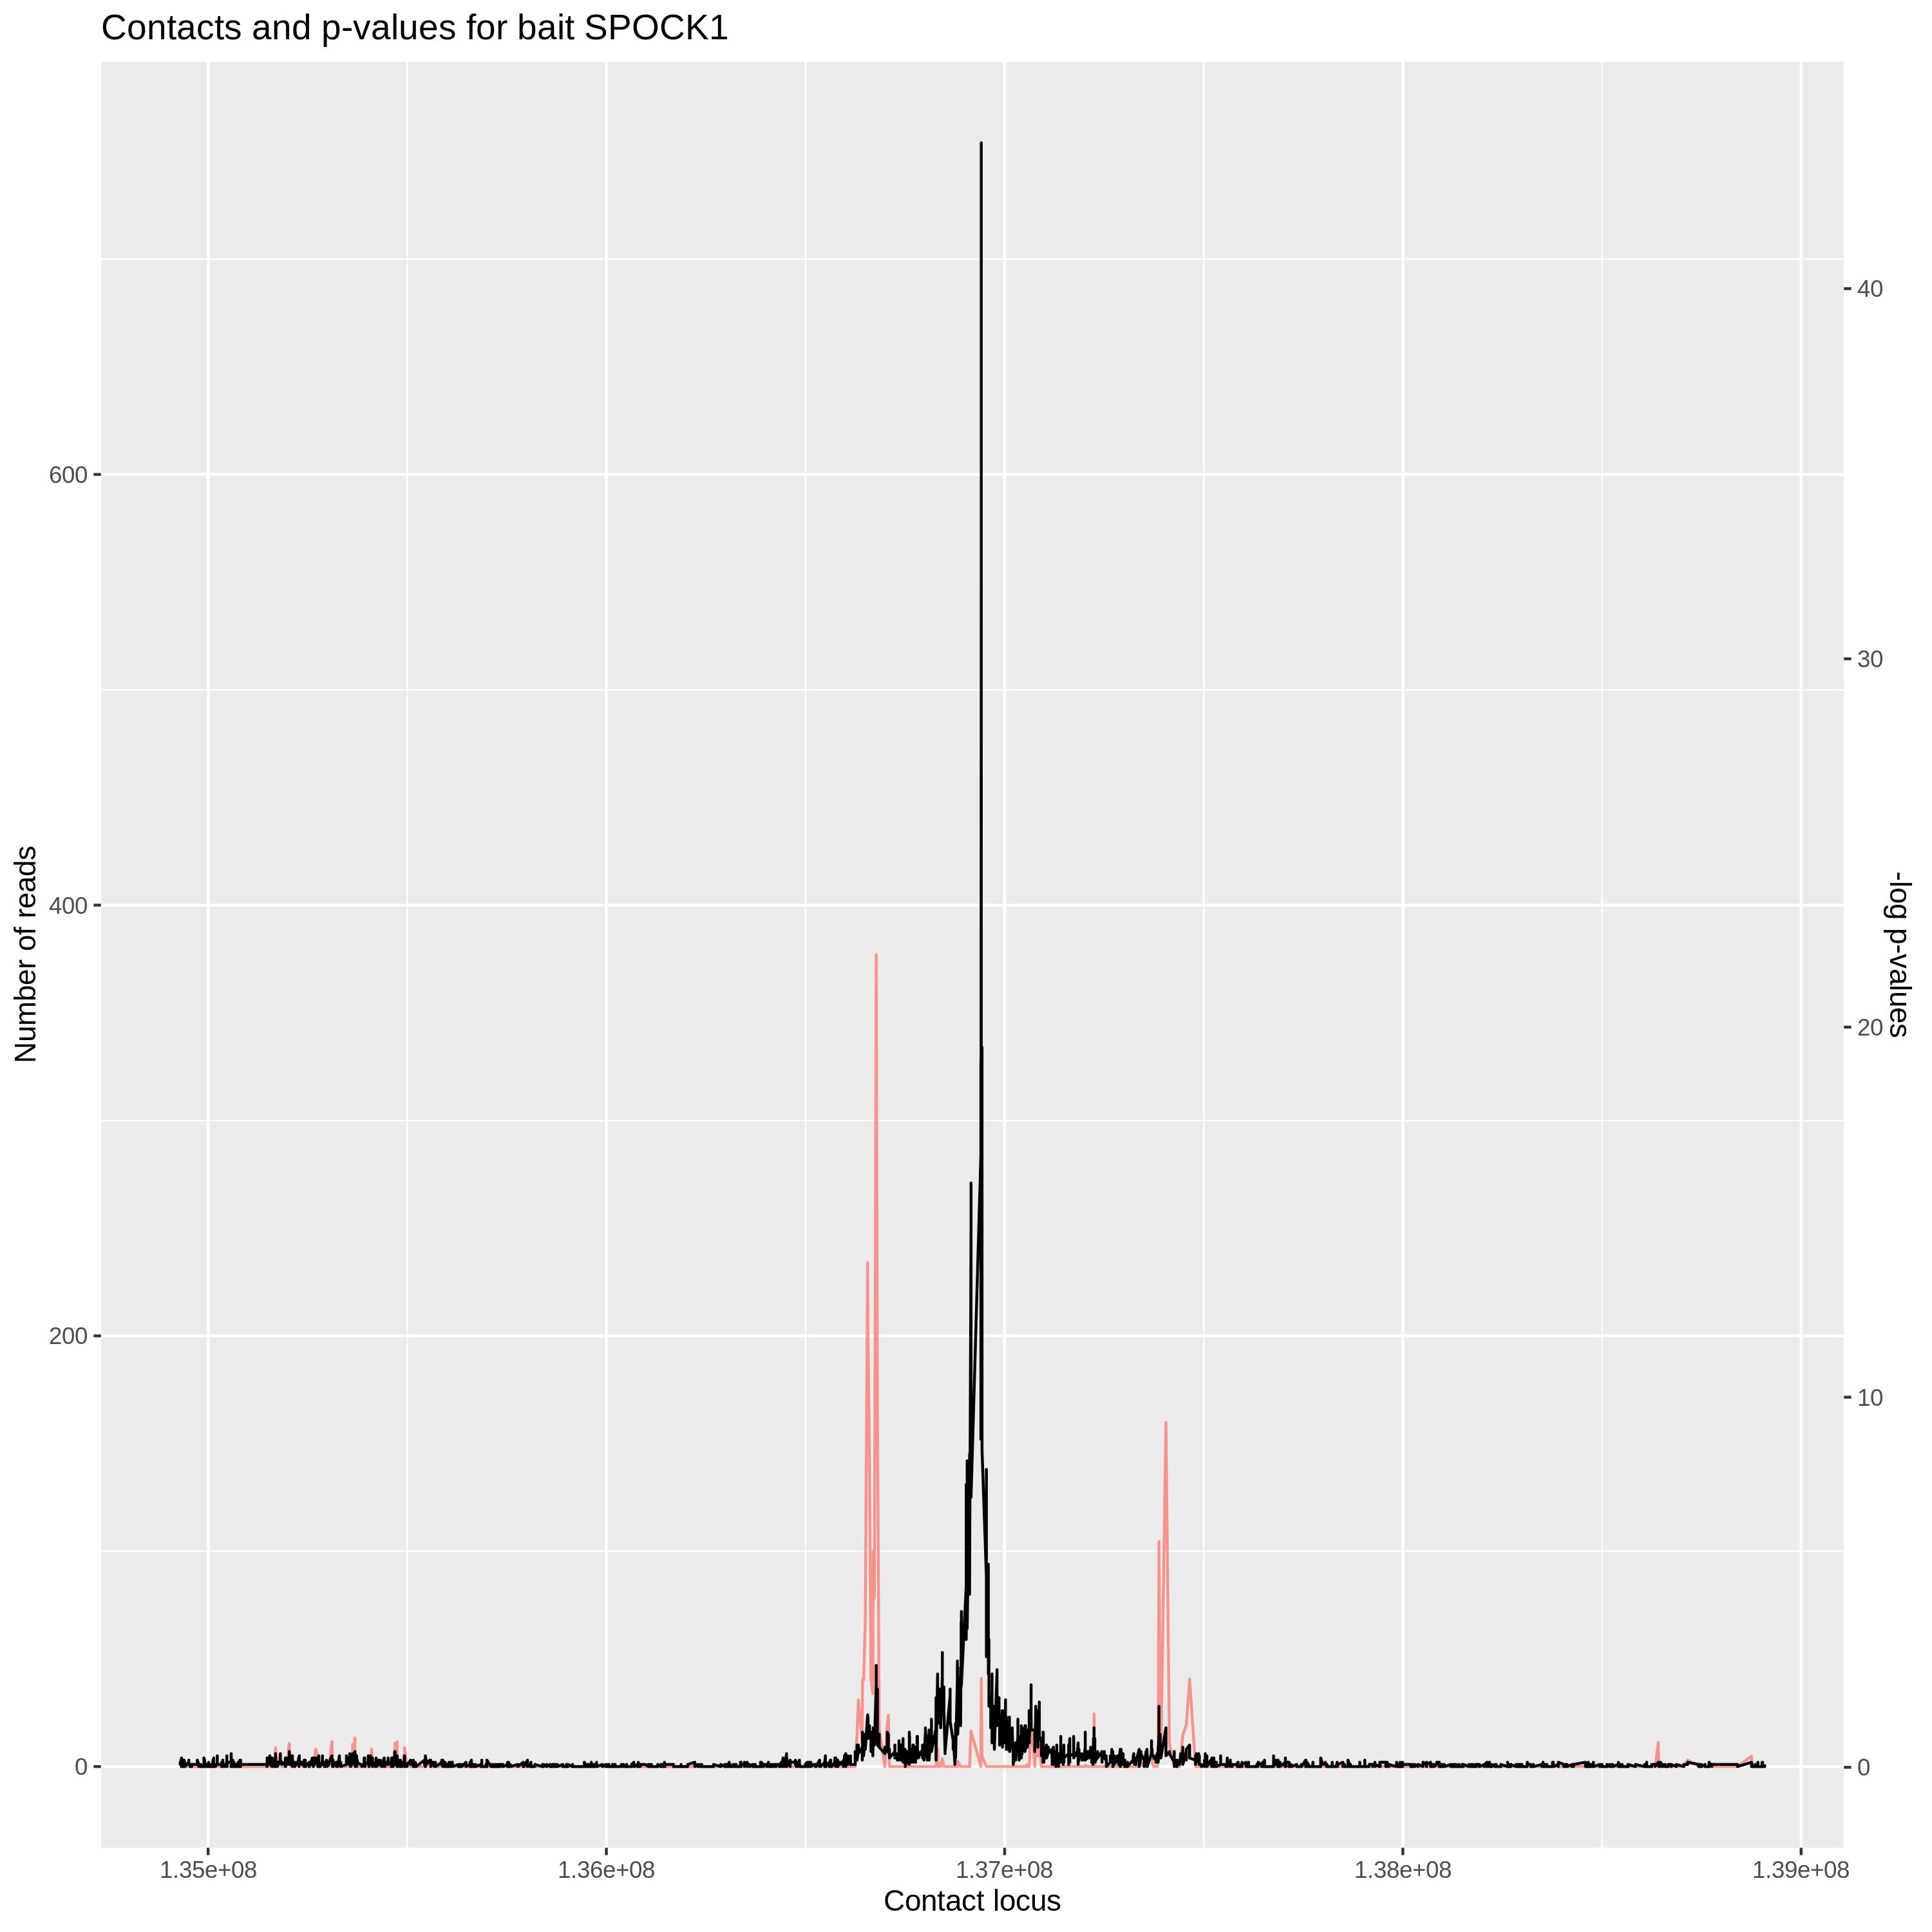 Contacts and p-values for bait SPOCK1
Number of reads
600
400
200
0
40
30
20
10
0
-log p-values
1.35e+08
1.36e+08
1.37e+08
1.38e+08
1.39e+08
Contact locus